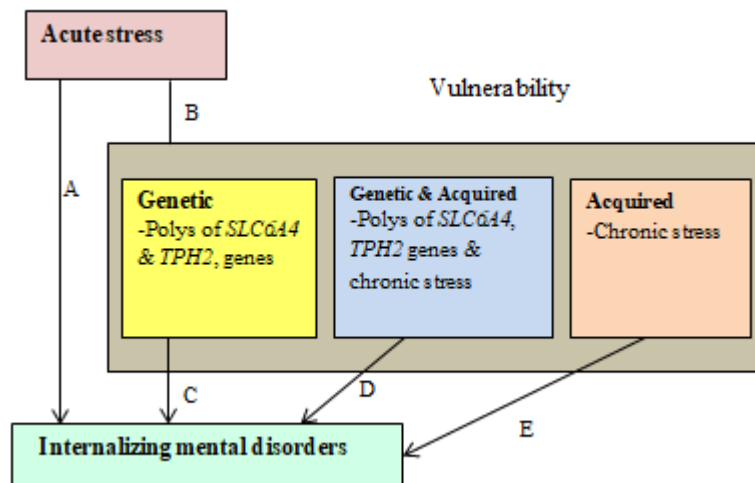 Acute stress
Vulnerability
B
A
Genetic
-Polys of SLC6A4
& TPH2, genes
Genetic & Acquired
-Polys of SLC6A4,
TPH2 genes &
chronic stress
Acquired
-Chronic stress
C
D
E
Internalizing mental disorders